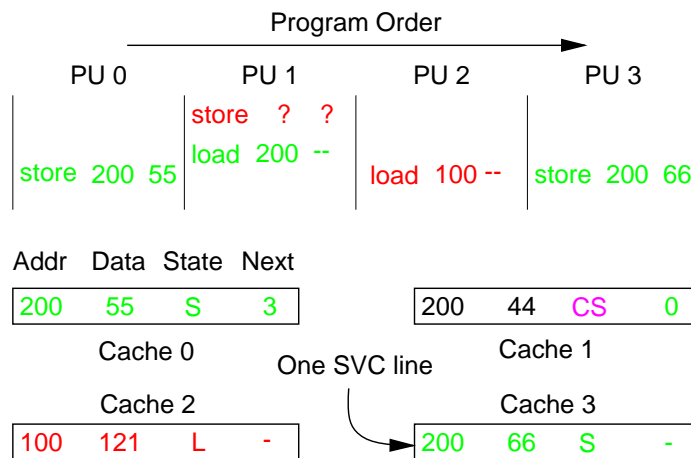 Program Order
PU 0 PU 1 PU 2 PU 3
store ? ?
load 200 --
store 200 55 load 100 -- store 200 66
Addr Data State Next
200 55 S 3 200 44 CS 0
Cache 0 One SVC line Cache 1
Cache 2 Cache 3
100 121 L - 200 66 S -